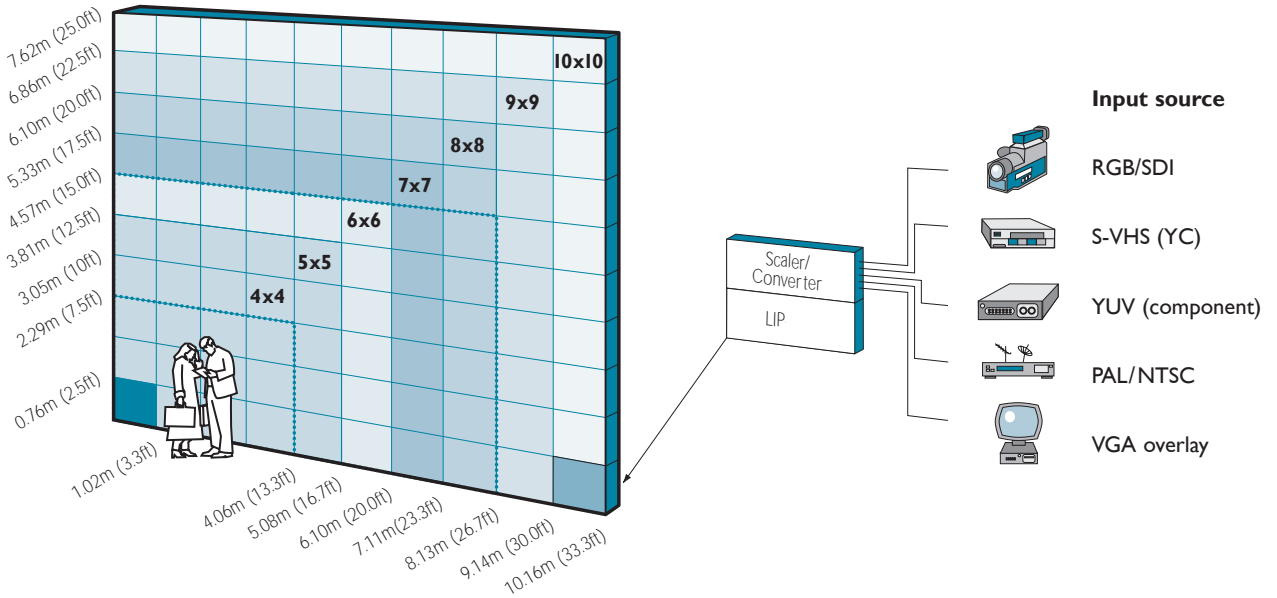 7.62m (25.0ft)
6.86m (22.5ft)
6.10m (20.0ft)
5.33m (17.5ft)
4.57m (15.0ft)
3.81m (12.5ft)
3.05m (10ft)
2.29m (7.5ft)
0.76m (2.5ft)
10x10
9x9
8x8
7x7
6x6
5x5
4x4
1.02m (3.3ft)
4.06m (13.3ft)
5.08m (16.7ft)
6.10m (20.0ft)
7.11m(23.3ft)
8.13m (26.7ft)
9.14m (30.0ft)
10.16m (33.3ft)
Scaler/
Converter
LIP
Input source
RGB/SDI
S-VHS (YC)
YUV (component)
PAL/NTSC
VGA overlay